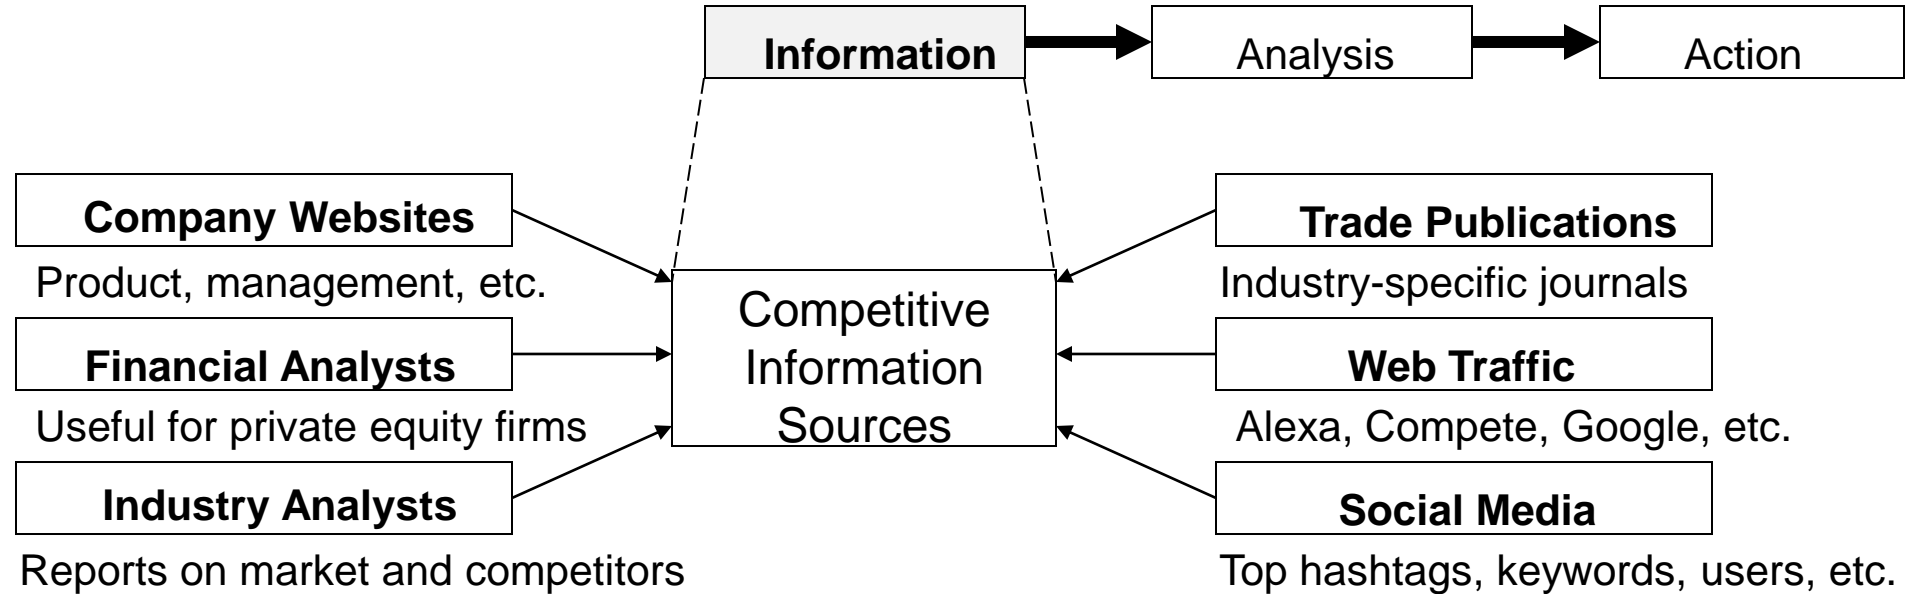 Information
Analysis
Action
Company Websites
Product, management, etc.
Financial Analysts
Useful for private equity firms
Industry Analysts
Reports on market and competitors
Competitive
Information
Sources
Trade Publications
Industry-specific journals
Web Traffic
Alexa, Compete, Google, etc.
Social Media
Top hashtags, keywords, users, etc.